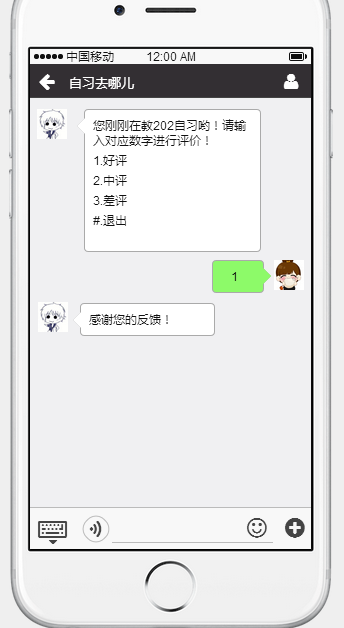 中国移动 12:00 AM
自习去哪儿
您刚刚在教202自习哟！请输
入对应数字进行评价！
1.好评
2.中评
3.差评
#.退出
1
感谢您的反馈！